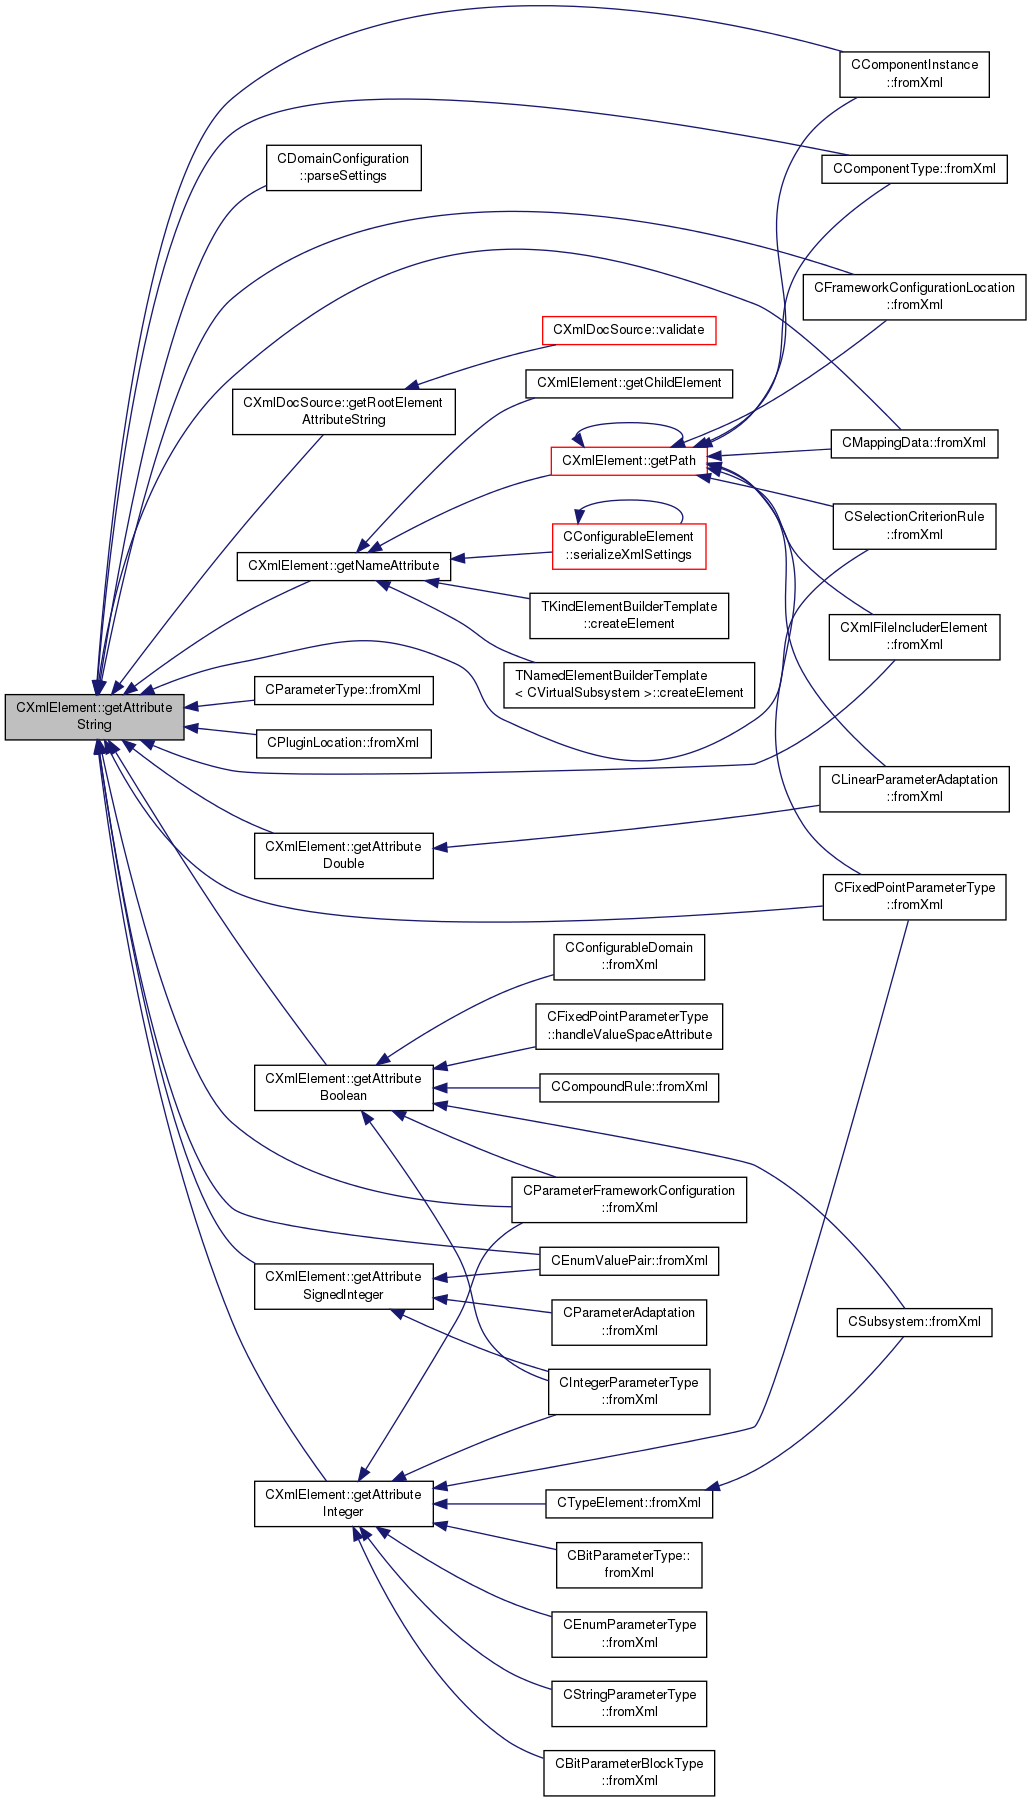 CComponentInstance
::fromXml
CComponentType::fromXml
CDomainConfiguration
::parseSettings
CFrameworkConfigurationLocation
::fromXml
CXmlDocSource::validate
CXmlElement::getChildElement
CXmlDocSource::getRootElement
AttributeString
CMappingData::fromXml
CXmlElement::getPath
CSelectionCriterionRule
::fromXml
CConfigurableElement
::serializeXmlSettings
CXmlElement::getNameAttribute
TKindElementBuilderTemplate
::createElement
CXmlFileIncluderElement
::fromXml
TNamedElementBuilderTemplate
< CVirtualSubsystem >::createElement
CParameterType::fromXml
CXmlElement::getAttribute
String
CPluginLocation::fromXml
CLinearParameterAdaptation
::fromXml
CXmlElement::getAttribute
Double
CFixedPointParameterType
::fromXml
CConfigurableDomain
::fromXml
CFixedPointParameterType
::handleValueSpaceAttribute
CXmlElement::getAttribute
Boolean
CCompoundRule::fromXml
CParameterFrameworkConfiguration
::fromXml
CEnumValuePair::fromXml
CXmlElement::getAttribute
SignedInteger
CParameterAdaptation
::fromXml
CSubsystem::fromXml
CIntegerParameterType
::fromXml
CXmlElement::getAttribute
Integer
CTypeElement::fromXml
CBitParameterType::
fromXml
CEnumParameterType
::fromXml
CStringParameterType
::fromXml
CBitParameterBlockType
::fromXml